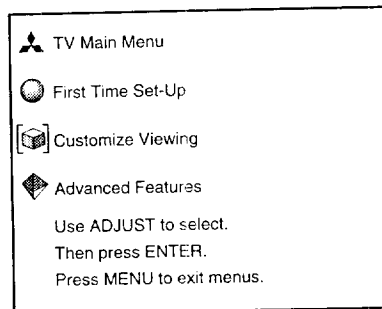 TV Main Menu
First Time Set-Up
Customize Viewing
Advanced Features
Use ADJUST to select.
Then press ENTER.
Press MENU to exit menus.